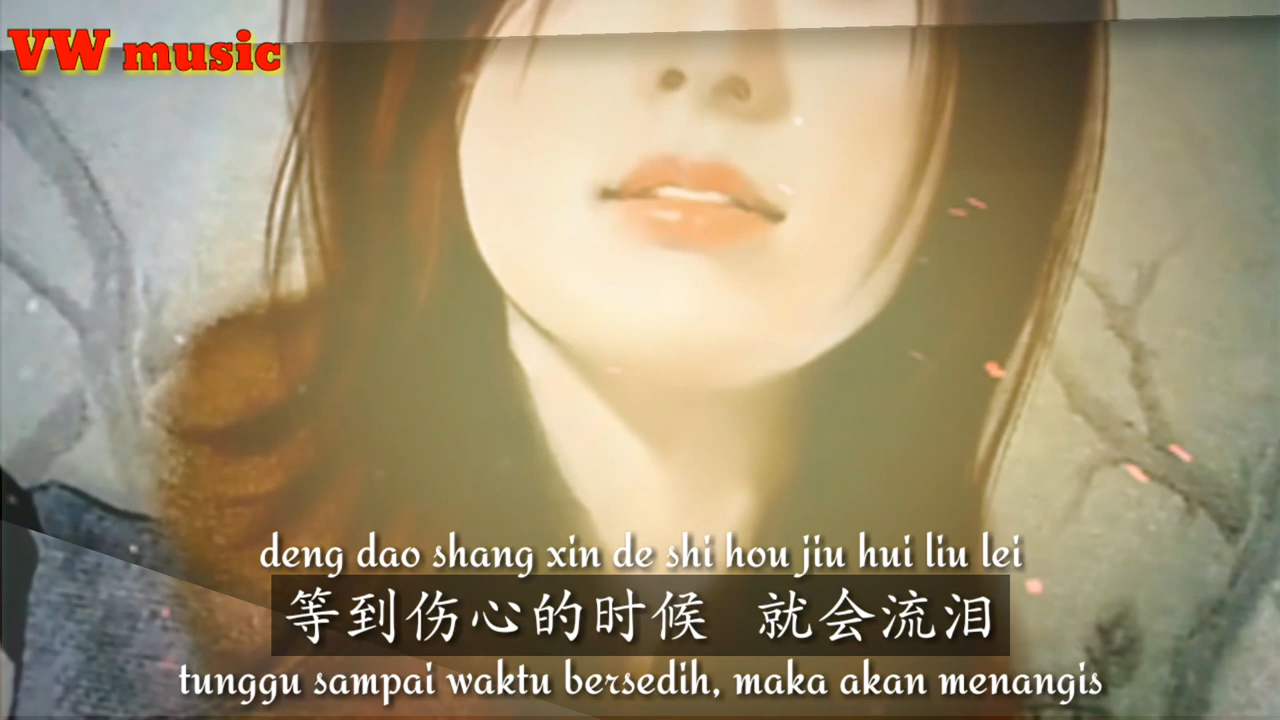 VW music
deng dao shang xin de shi hou jiu hui liu lei
等到伤心的时候 就会流泪
tunggu sampai waktu bersedih, maka akan menangis